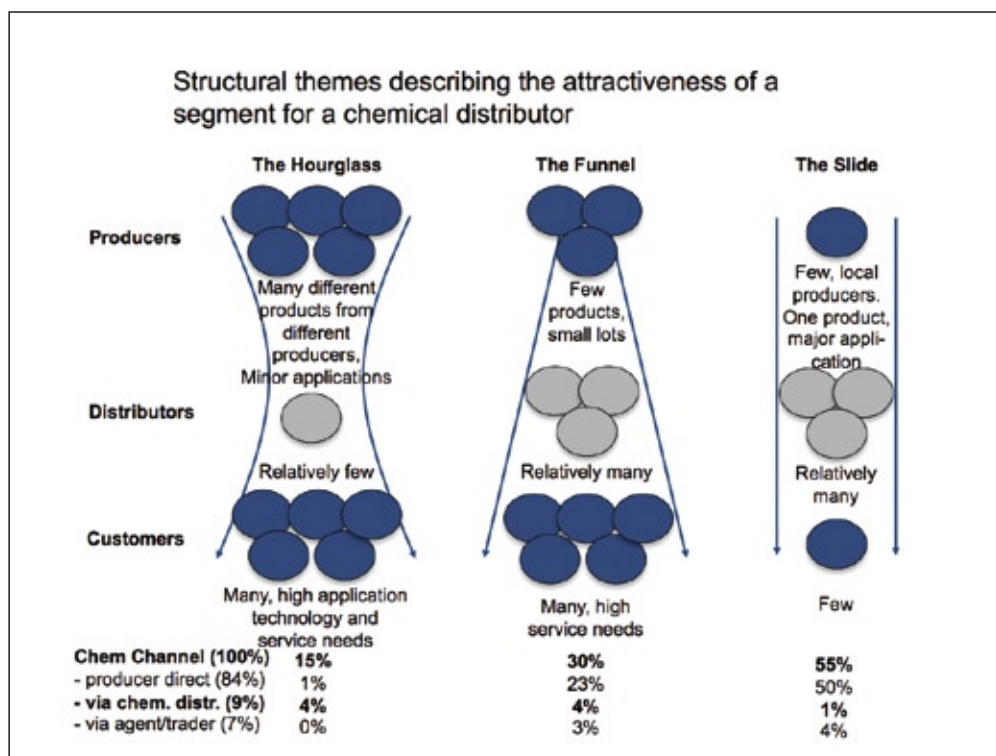 Structural themes describing the attractiveness of a
segment for a chemical distributor
The Hourglass
The Funnel
The Slide
Producers
Many different
products from
different
producers,
Minor applications
Few
products,
small lots
Few, local
producers.
One product,
major appli-
cation
Distributors
Relatively few
Relatively many
Relatively
many
Customers
Many, high application
technology and
service needs
Many, high
service needs
Few
Chem Channel (100%) 15% 30% 55%
- producer direct (84%) 1% 23% 50%
- via chem. distr. (9%) 4% 4% 1%
- via agent/trader (7%) 0% 3% 4%